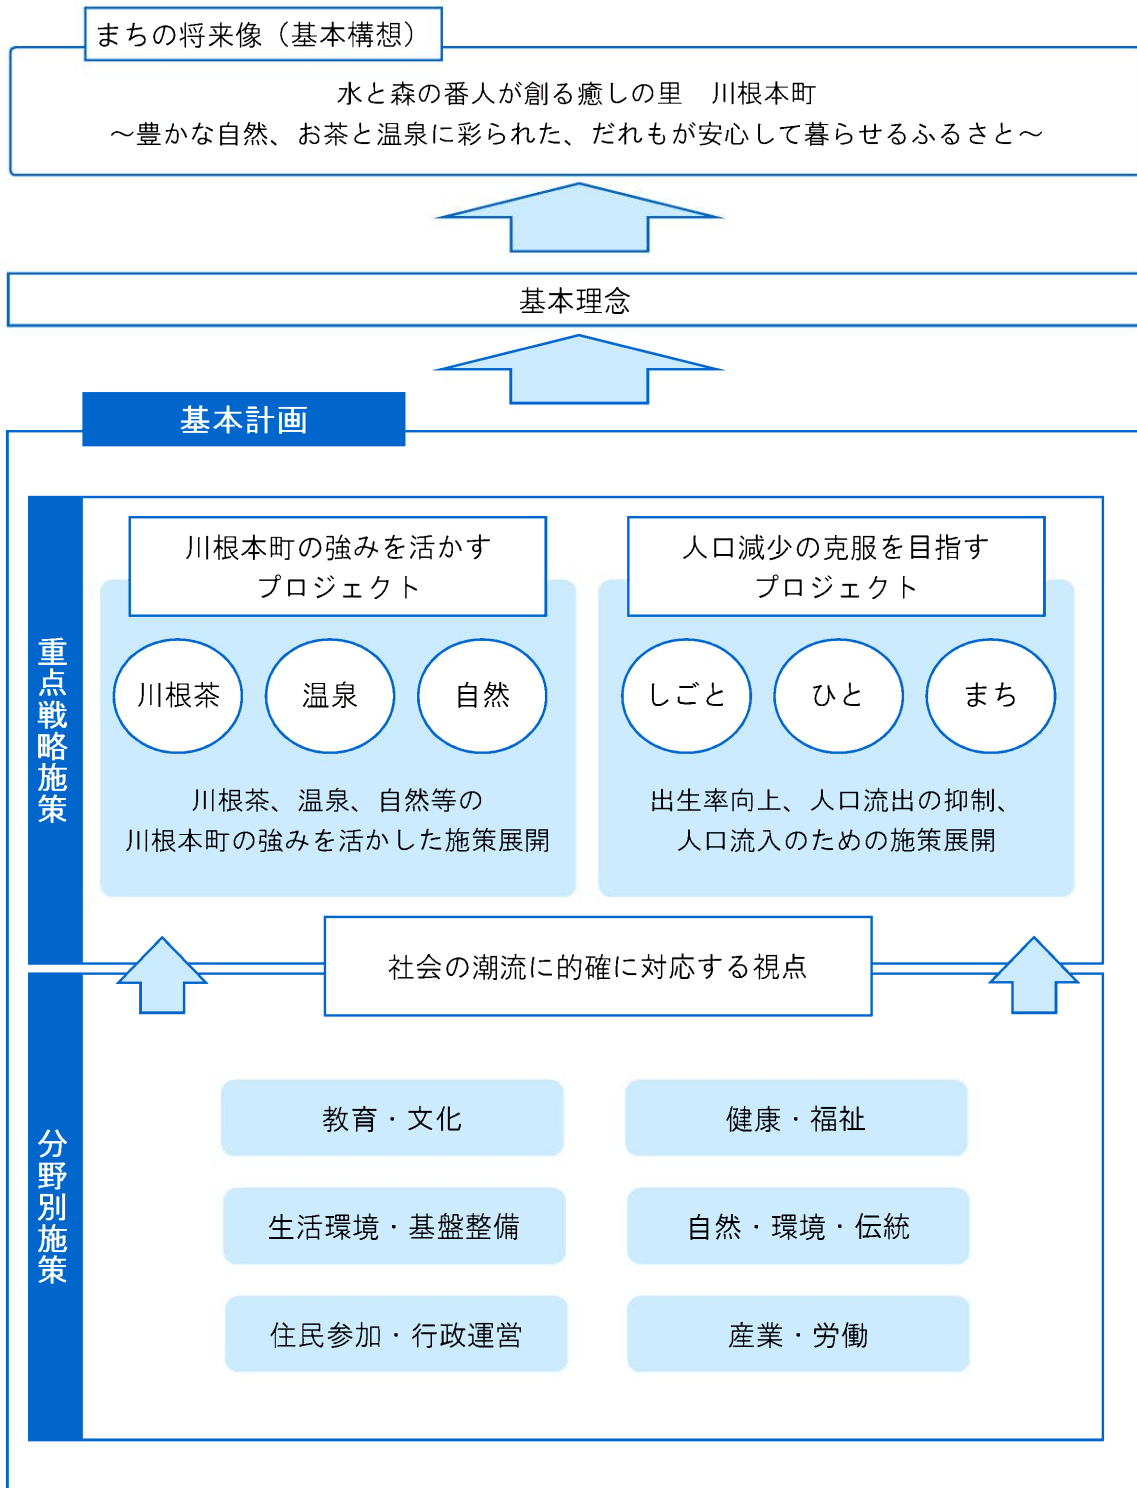 まちの将来像（基本構想）
水と森の番人が創る癒しの里　川根本町
～豊かな自然、お茶と温泉に彩られた、だれもが安心して暮らせるふるさと～
基本理念
基本計画
重点戦略施策
川根本町の強みを活かす
プロジェクト
川根茶
温泉
自然
川根茶、温泉、自然等の
川根本町の強みを活かした施策展開
人口減少の克服を目指す
プロジェクト
しごと
ひと
まち
出生率向上、人口流出の抑制、
人口流入のための施策展開
社会の潮流に的確に対応する視点
分野別施策
教育・文化
健康・福祉
生活環境・基盤整備
自然・環境・伝統
住民参加・行政運営
産業・労働